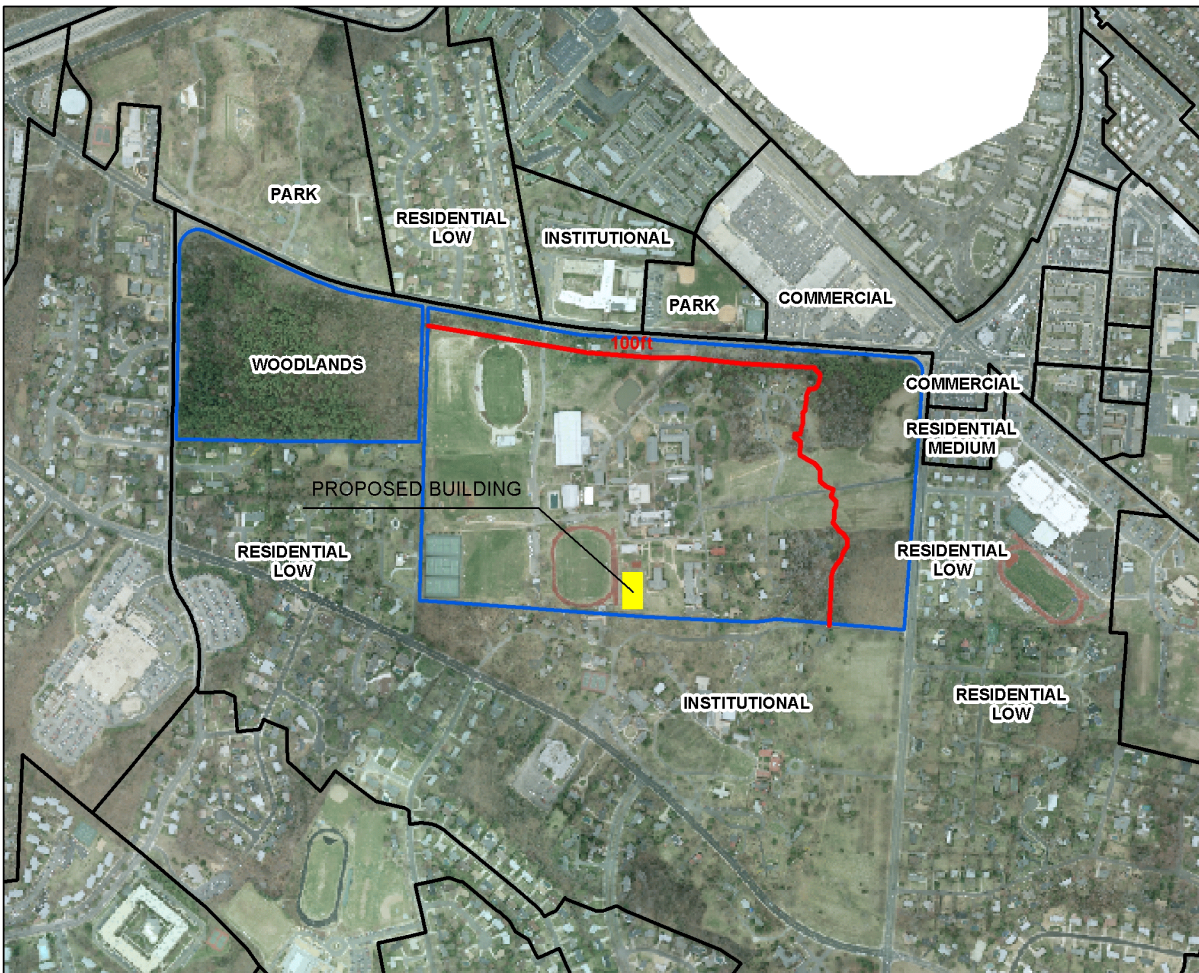 PARK
RESIDENTIAL
LOW
INSTITUTIONAL
PARK
COMMERCIAL
100ft
WOODLANDS
COMMERCIAL
RESIDENTIAL
MEDIUM
PROPOSED BUILDING
RESIDENTIAL
LOW
RESIDENTIAL
LOW
INSTITUTIONAL
RESIDENTIAL
LOW